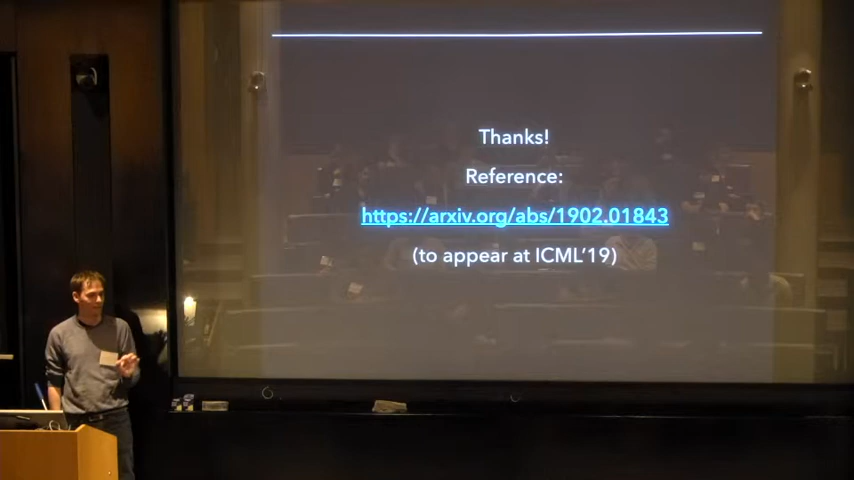 Thanks!
Reference:
https://arxiv.org/abs/1902.01843
(to appear at ICML'19)